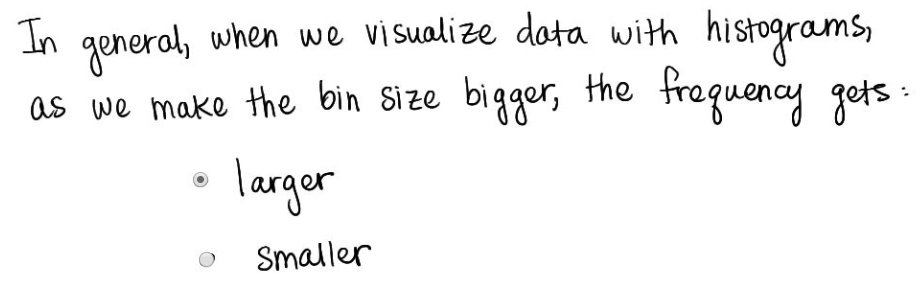 In general, when we visualize data with histograms,
as we make the bin size bigger, the frequency gets:
larger
smaller